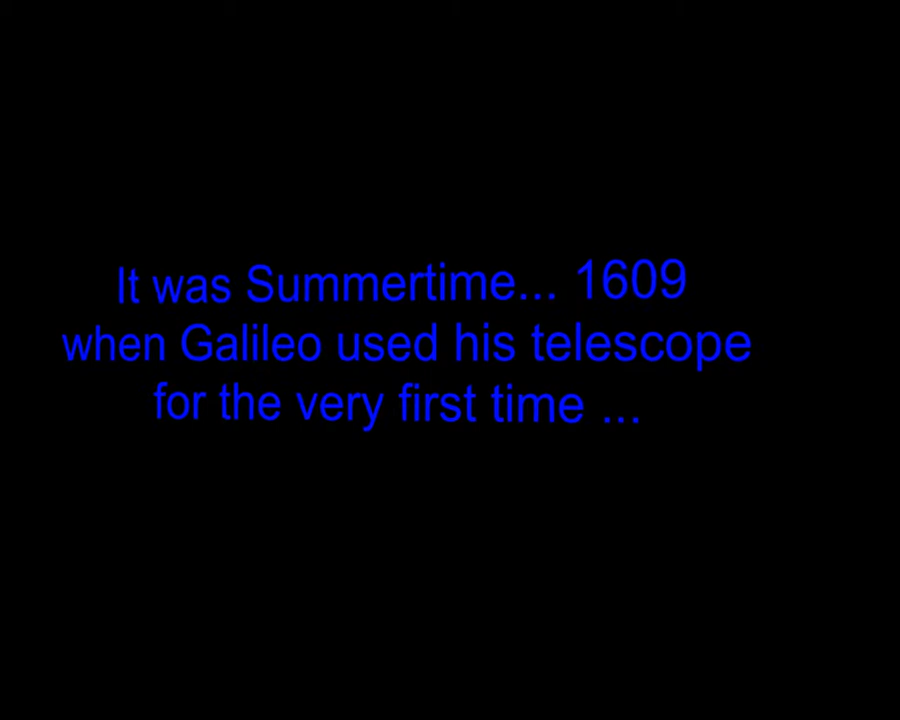 It was Summertime... 1609
when Galileo used his telescope
for the very first time ...